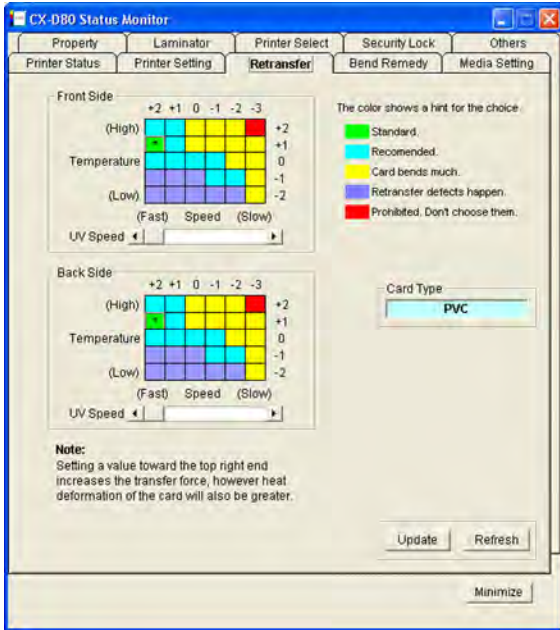 CX-D80 Status Monitor
Property Laminator Printer Select Security Lock Others
Printer Status Printer Setting Retransfer Bend Remedy Media Setting
Front Side
+2 +1 0 -1 -2 -3
(High) +2
+1
Temperature 0
-1
(Low) -2
(Fast) Speed (Slow)
UV Speed
The color shows a hint for the choice
Standard.
Recomended.
Card bends much.
Retransfer defects happen.
Prohibited. Don't choose them.
Back Side
+2 +1 0 -1 -2 -3
(High) +2
+1
Temperature 0
-1
(Low) -2
(Fast) Speed (Slow)
UV Speed
Card Type
PVC
Note:
Setting a value toward the top right end
increases the transfer force, however heat
deformation of the card will also be greater.
Update Refresh
Minimize